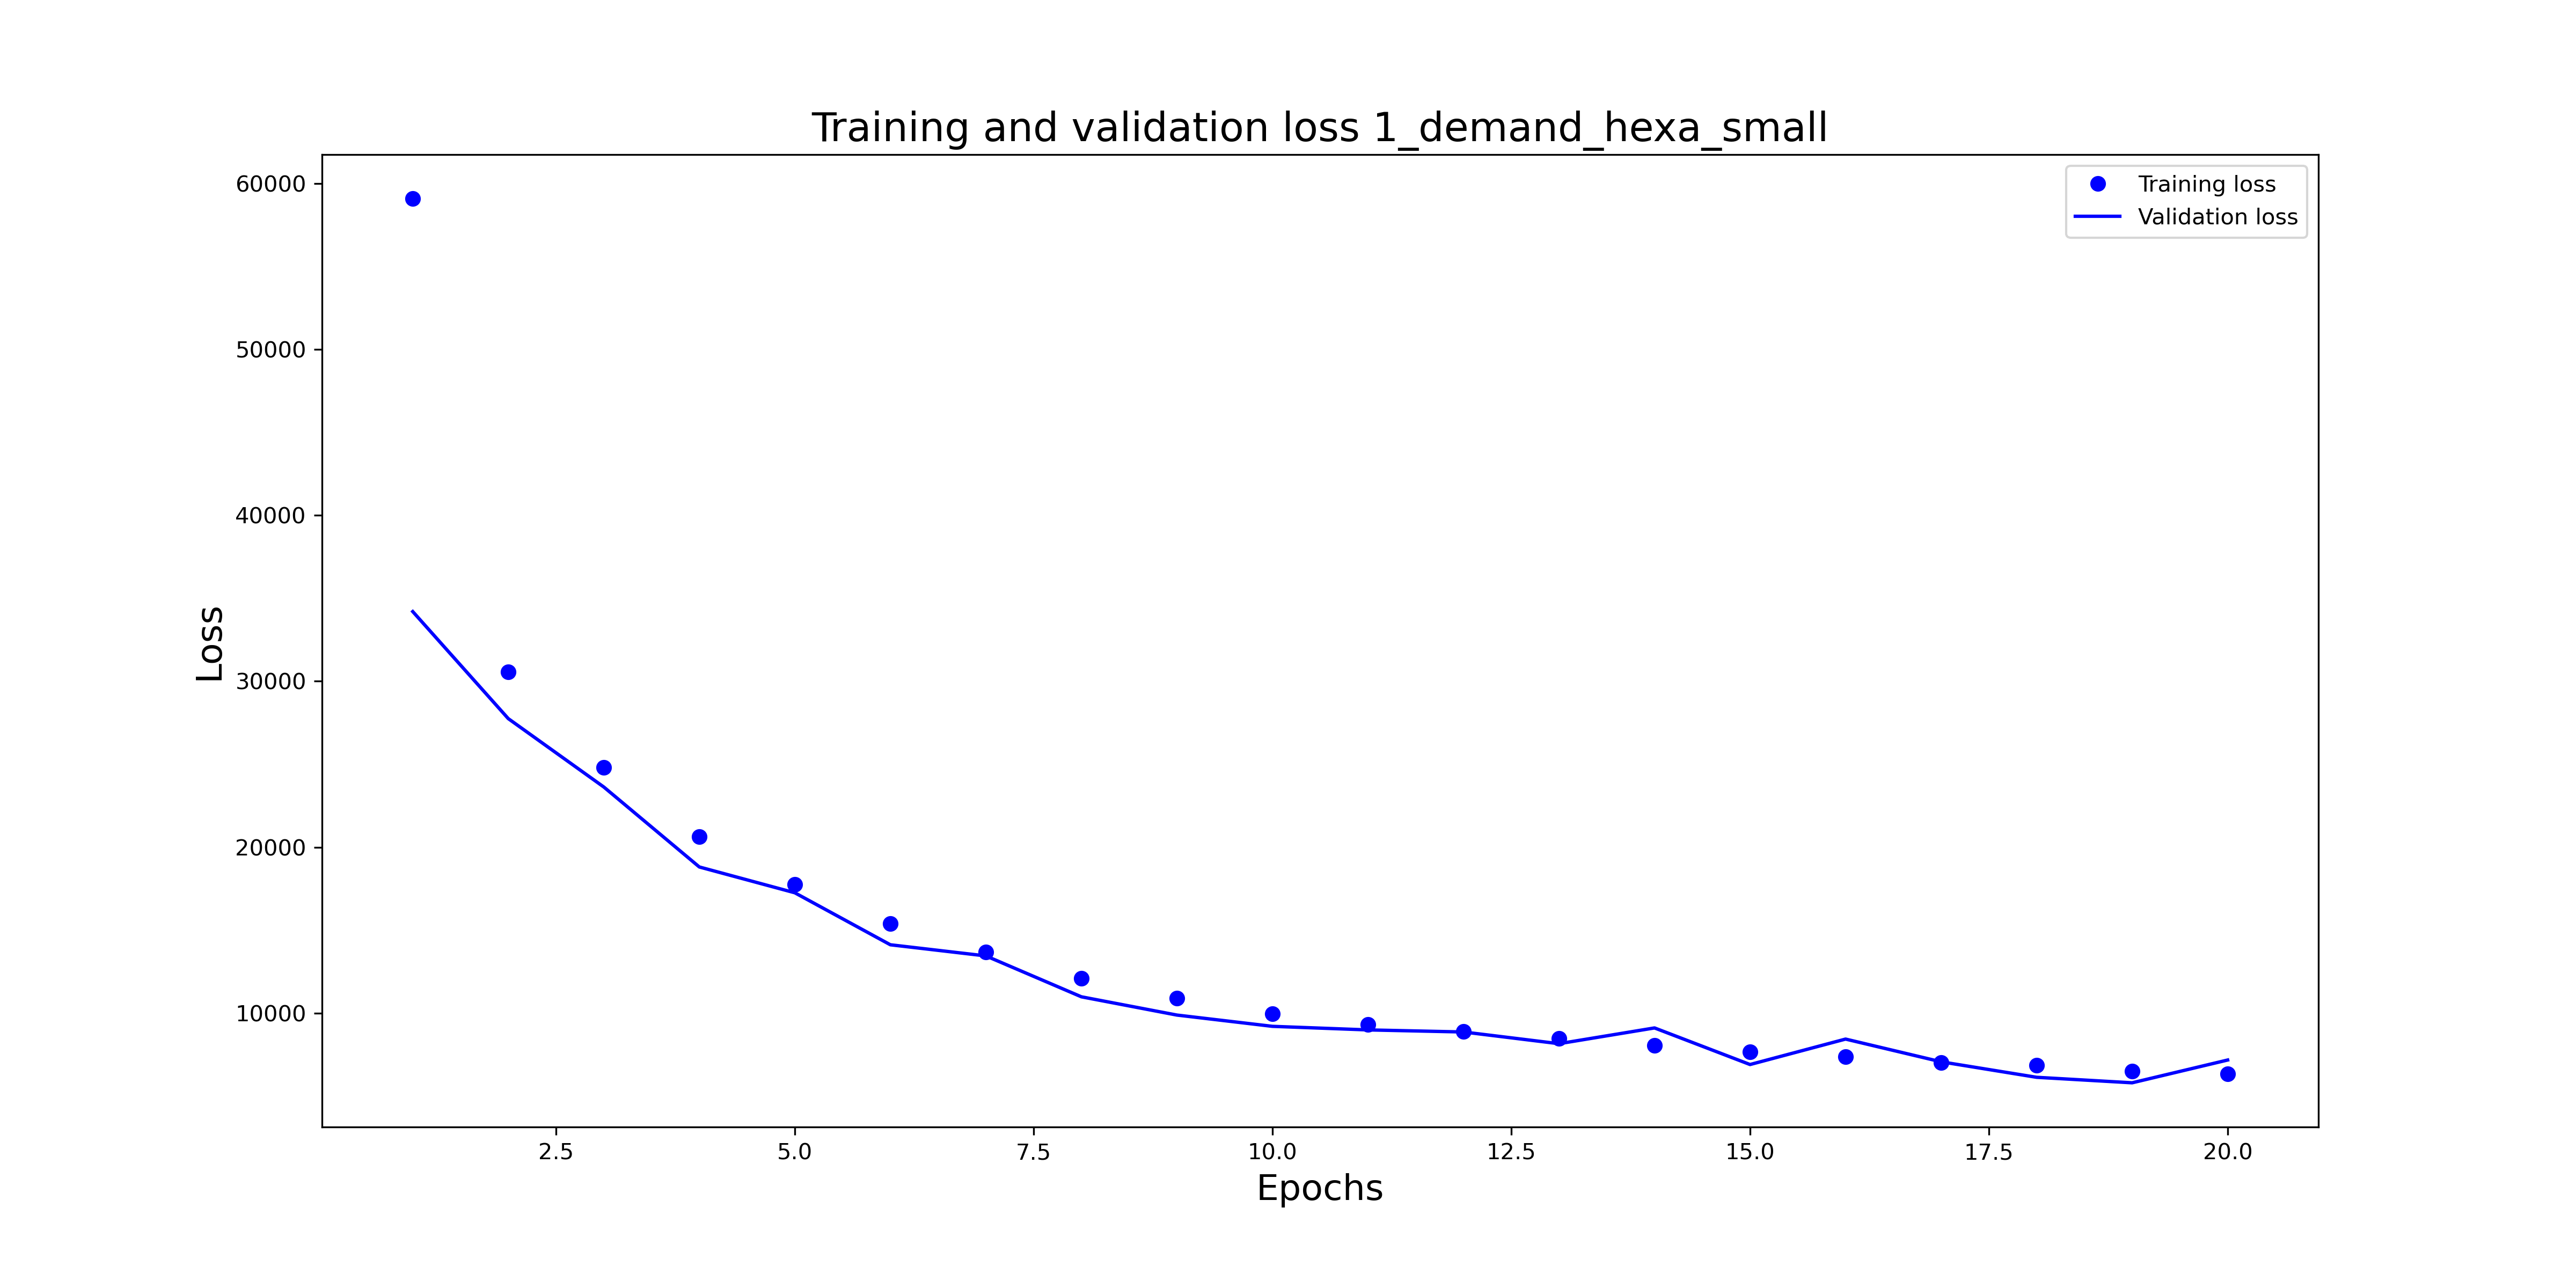 Training and validation loss 1_demand_hexa_small
Training loss
Validation loss
60000
50000
40000
30000
20000
10000
Loss
2.5 5.0 7.5 10.0 12.5 15.0 17.5 20.0
Epochs